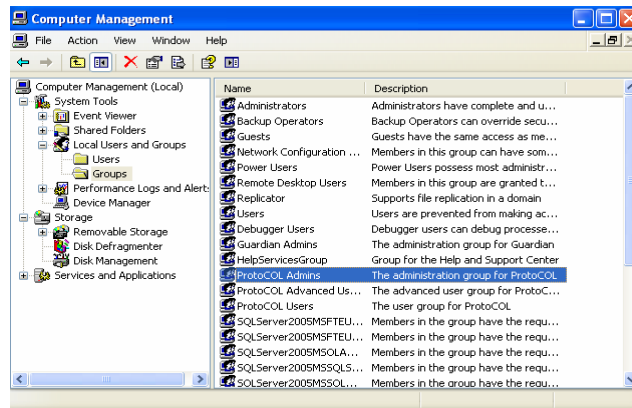 Computer Management
File Action View Window Help
Computer Management (Local)
System Tools
Event Viewer
Shared Folders
Local Users and Groups
Users
Groups
Performance Logs and Alert
Device Manager
Storage
Removable Storage
Disk Defragmenter
Disk Management
Services and Applications
Name Description
Administrators Administrators have complete and u...
Backup Operators Backup Operators can override secu...
Guests Guests have the same access as me...
Network Configuration ... Members in this group can have som...
Power Users Power Users possess most administr...
Remote Desktop Users Members in this group are granted t...
Replicator Supports file replication in a domain
Users Users are prevented from making ac...
Debugger Users Debugger users can debug processe...
Guardian Admins The administration group for Guardian
HelpServicesGroup Group for the Help and Support Center
ProtoCOL Admins The administration group for ProtoCOL
ProtoCOL Advanced Us... The advanced user group for ProtoC...
ProtoCOL Users The user group for ProtoCOL
SQLServer2005MSFTEU... Members in the group have the requ...
SQLServer2005MSFTEU... Members in the group have the requ...
SQLServer2005MSOLA... Members in the group have the requ...
SQLServer2005MSSQLS... Members in the group have the requ...
SQLServer2005MSSQL... Members in the group have the requ...